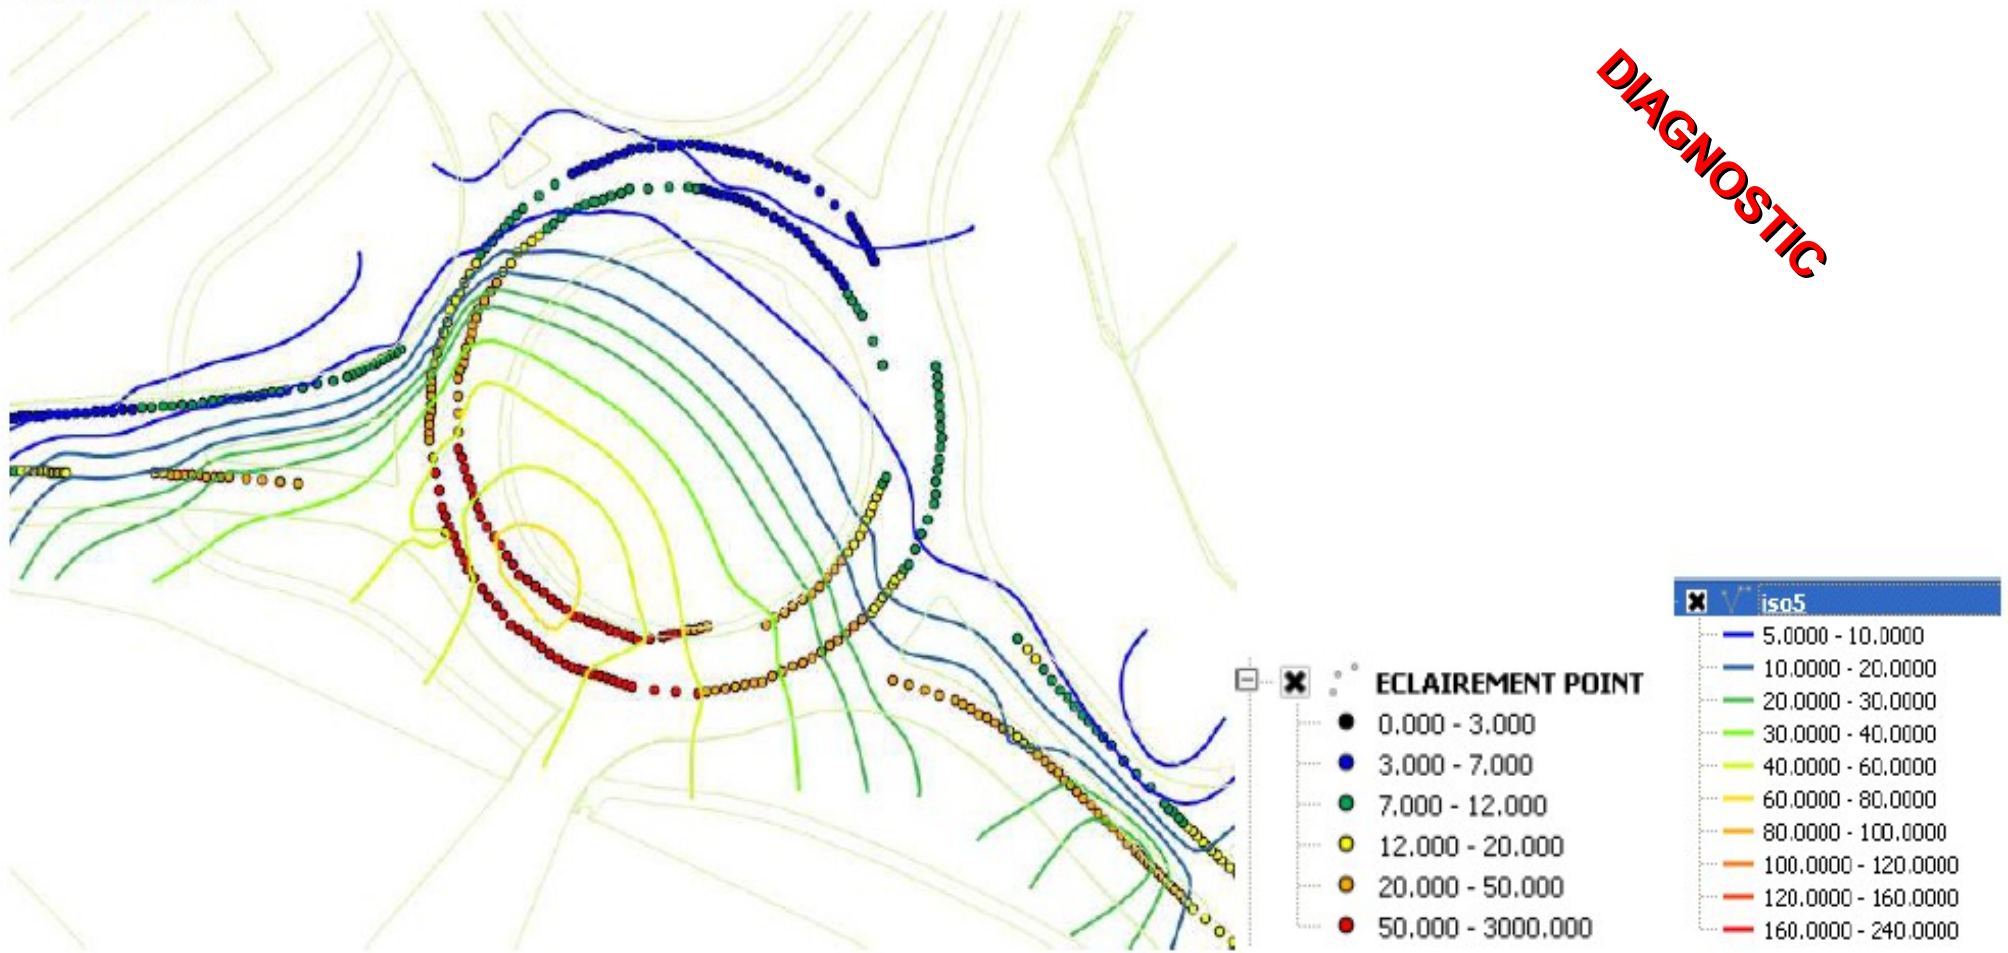 DIAGNOSTIC
ECLAIREMENT POINT
0.000 - 3.000
3.000 - 7.000
7.000 - 12.000
12.000 - 20.000
20.000 - 50.000
50.000 - 3000.000
iso5
5.0000 - 10.0000
10.0000 - 20.0000
20.0000 - 30.0000
30.0000 - 40.0000
40.0000 - 60.0000
60.0000 - 80.0000
80.0000 - 100.0000
100.0000 - 120.0000
120.0000 - 160.0000
160.0000 - 240.0000